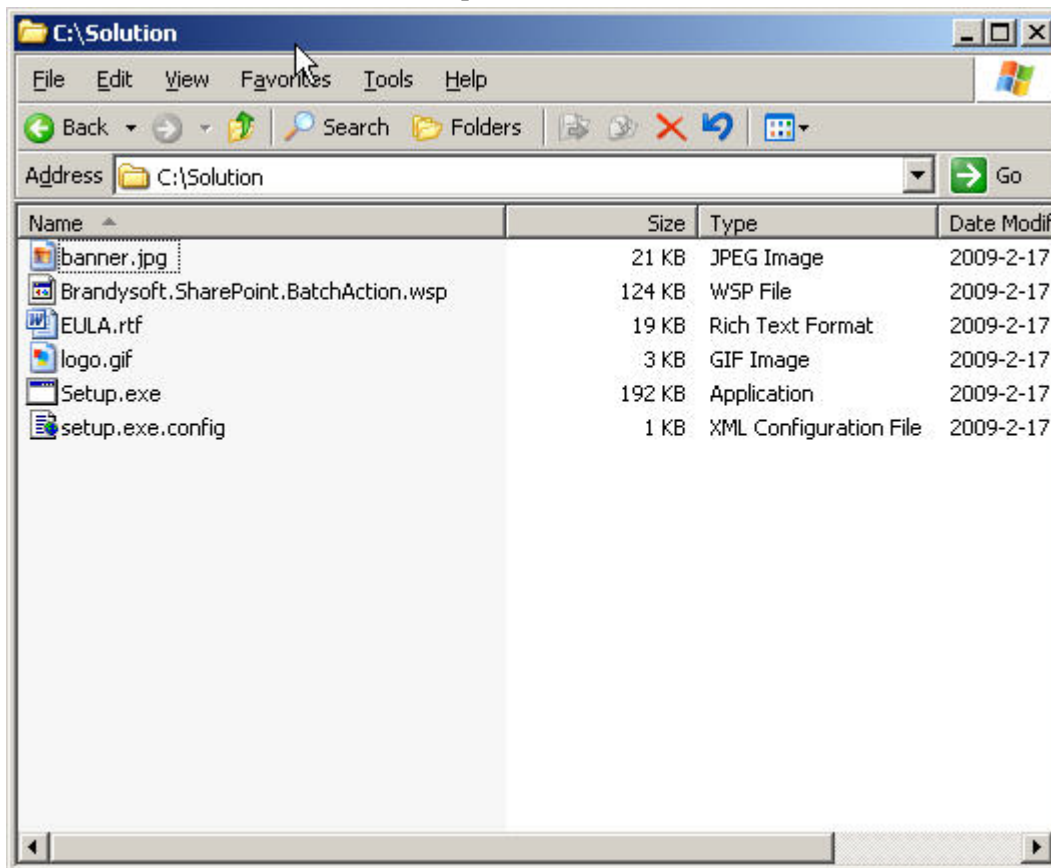 C:\Solution
File Edit View Favorites Tools Help
Back Search Folders
Address C:\Solution Go
Name Size Type Date Modif
banner.jpg 21 KB JPEG Image 2009-2-17
Brandysoft.SharePoint.BatchAction.wsp 124 KB WSP File 2009-2-17
EULA.rtf 19 KB Rich Text Format 2009-2-17
logo.gif 3 KB GIF Image 2009-2-17
Setup.exe 192 KB Application 2009-2-17
setup.exe.config 1 KB XML Configuration File 2009-2-17